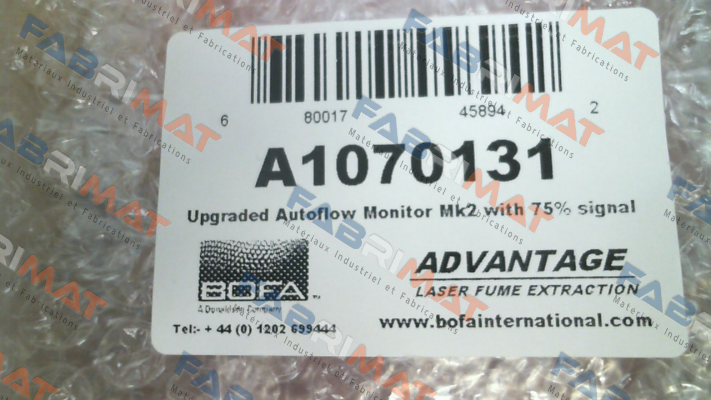 6 80017 45894 2
A1070131
Upgraded Autoflow Monitor Mk2 with 75% signal
BOFA
ADVANTAGE
LASER FUME EXTRACTION
A Donaldson Company
Tel:- + 44 (0) 1202 699444
www.bofainternational.com
FABRIMAT
Matériaux Industriel et Fabrications